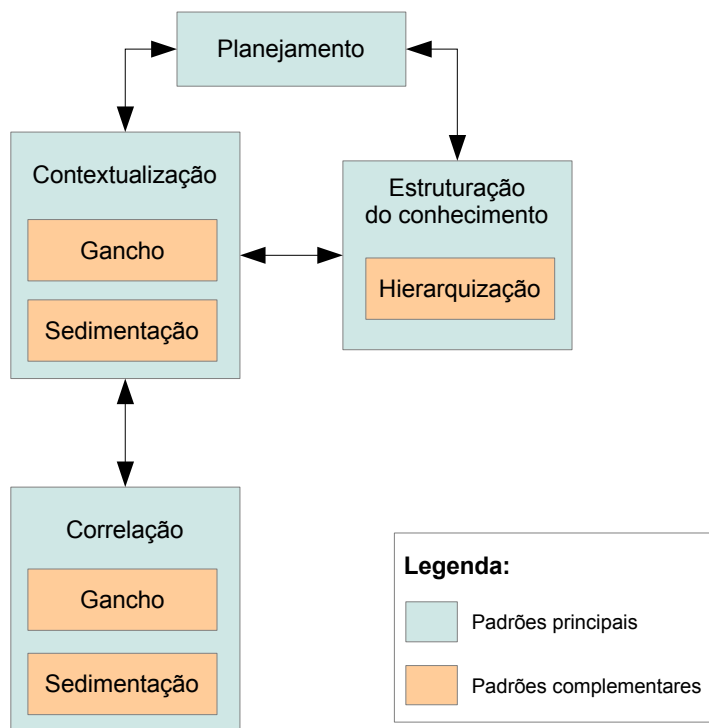 Planejamento
Contextualização
Gancho
Sedimentação
Estruturação
do conhecimento
Hierarquização
Correlação
Gancho
Sedimentação
Legenda:
Padrões principais
Padrões complementares